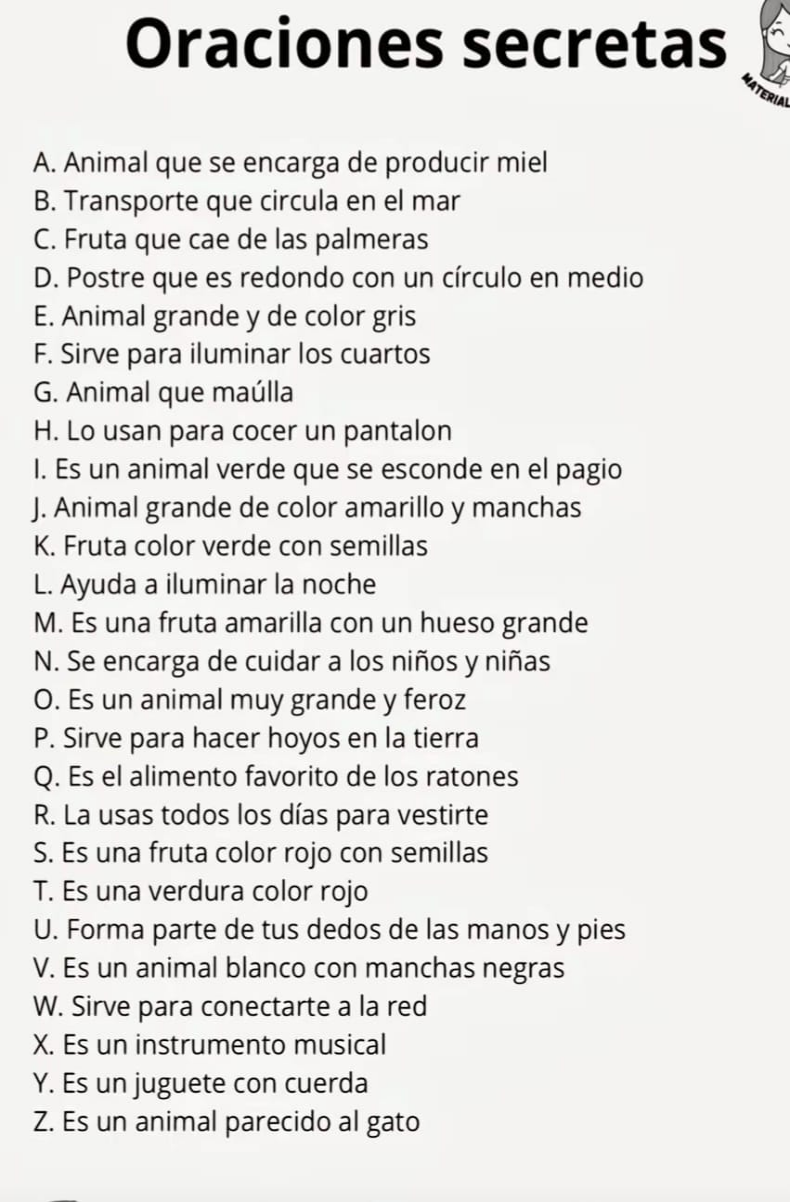 Oraciones secretas
MATERIAL
A. Animal que se encarga de producir miel
B. Transporte que circula en el mar
C. Fruta que cae de las palmeras
D. Postre que es redondo con un círculo en medio
E. Animal grande y de color gris
F. Sirve para iluminar los cuartos
G. Animal que maúlla
H. Lo usan para cocer un pantalon
I. Es un animal verde que se esconde en el pagio
J. Animal grande de color amarillo y manchas
K. Fruta color verde con semillas
L. Ayuda a iluminar la noche
M. Es una fruta amarilla con un hueso grande
N. Se encarga de cuidar a los niños y niñas
O. Es un animal muy grande y feroz
P. Sirve para hacer hoyos en la tierra
Q. Es el alimento favorito de los ratones
R. La usas todos los días para vestirte
S. Es una fruta color rojo con semillas
T. Es una verdura color rojo
U. Forma parte de tus dedos de las manos y pies
V. Es un animal blanco con manchas negras
W. Sirve para conectarte a la red
X. Es un instrumento musical
Y. Es un juguete con cuerda
Z. Es un animal parecido al gato